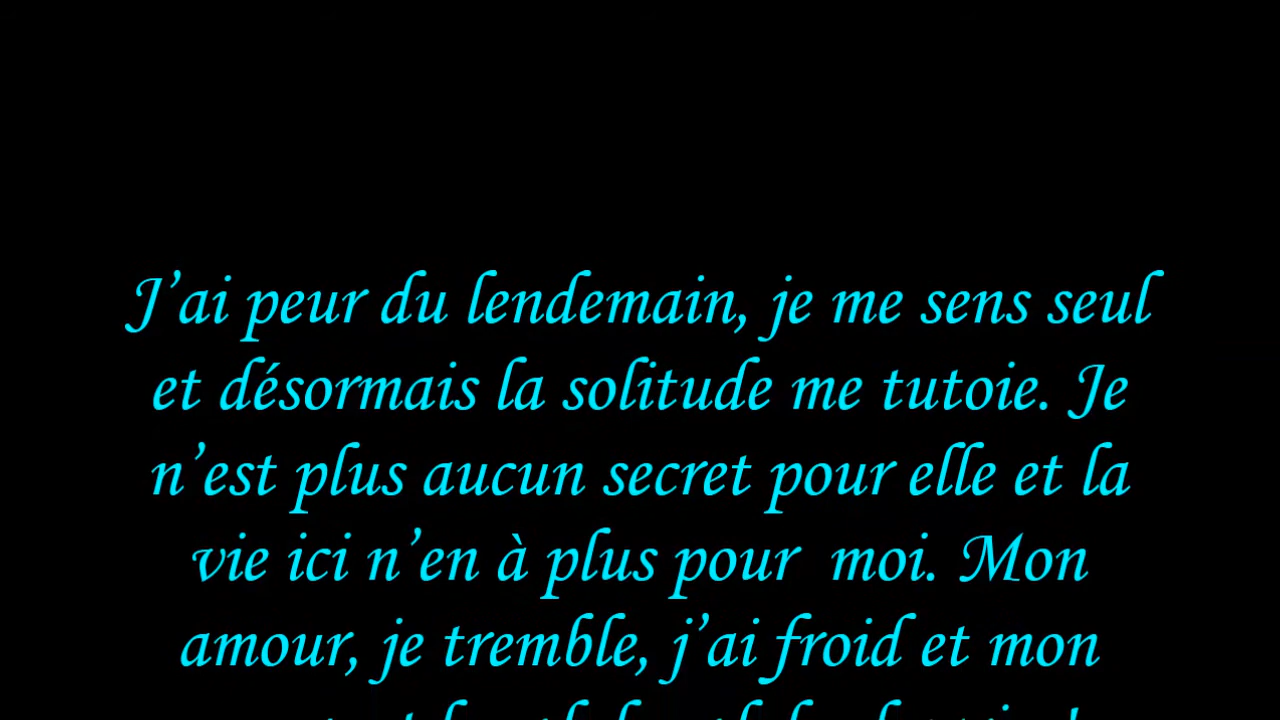 J’ai peur du lendemain, je me sens seul
et désormais la solitude me tutoie. Je
n’est plus aucun secret pour elle et la
vie ici n’en à plus pour  moi. Mon
amour, je tremble, j’ai froid et mon